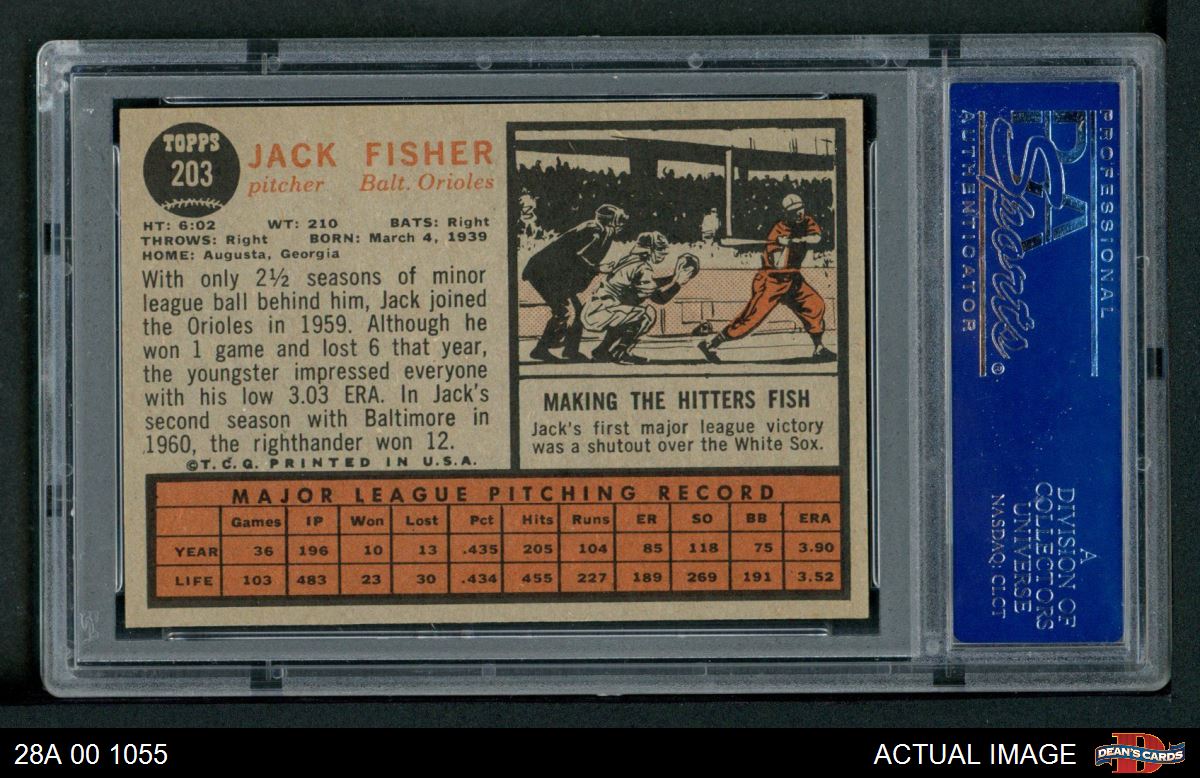 TOPPS
203
JACK FISHER
pitcher Balt. Orioles
HT: 6:02 WT: 210 BATS: Right
THROWS: Right BORN: March 4, 1939
HOME: Augusta, Georgia
With only 2½ seasons of minor
league ball behind him, Jack joined
the Orioles in 1959. Although he
won 1 game and lost 6 that year,
the youngster impressed everyone
with his low 3.03 ERA. In Jack's
second season with Baltimore in
1960, the righthander won 12.
©T.C.G. PRINTED IN U.S.A.
MAKING THE HITTERS FISH
Jack's first major league victory
was a shutout over the White Sox.
MAJOR LEAGUE PITCHING RECORD
Games IP Won Lost Pct Hits Runs ER SO BB ERA
YEAR 36 196 10 13 .435 205 104 85 118 75 3.90
LIFE 103 483 23 30 .434 455 227 189 269 191 3.52
PROFESSIONAL
PSA
Sports®
AUTHENTICATOR
A
DIVISION OF
COLLECTORS
UNIVERSE
NASDAQ: CLCT
28A 00 1055
ACTUAL IMAGE
DEAN'S CARDS